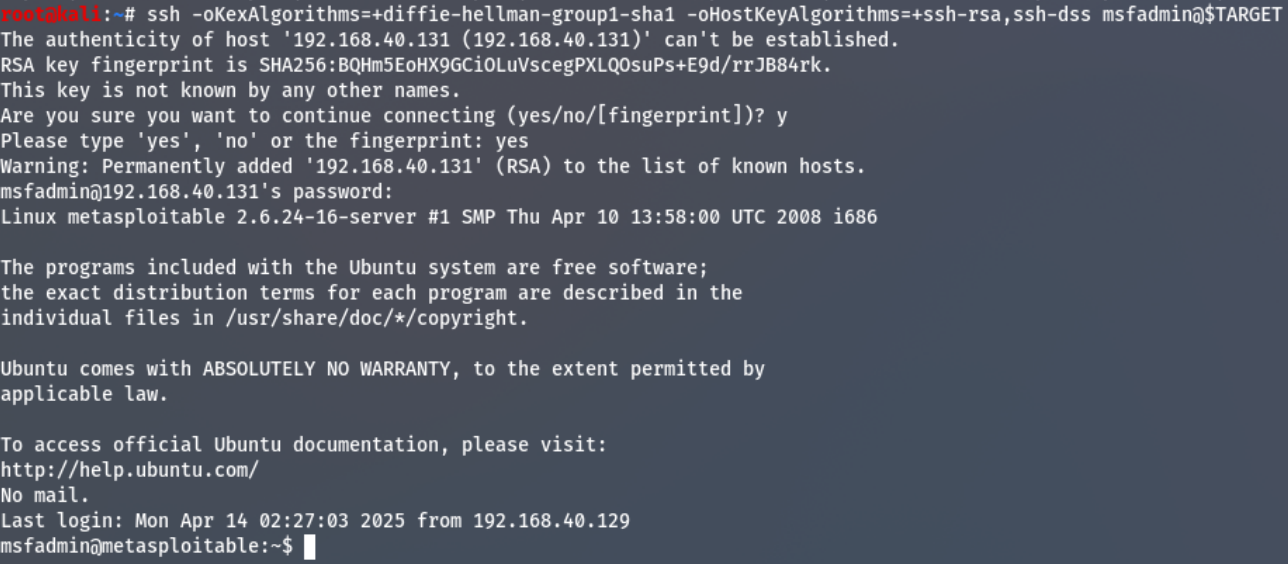 root@kali:~# ssh -oKexAlgorithms=+diffie-hellman-group1-sha1 -oHostKeyAlgorithms=+ssh-rsa,ssh-dss msfadmin@$TARGET
The authenticity of host '192.168.40.131 (192.168.40.131)' can't be established.
RSA key fingerprint is SHA256:BQHm5EoHX9GCiOLuVscegPXLQOsuPs+E9d/rrJB84rk.
This key is not known by any other names.
Are you sure you want to continue connecting (yes/no/[fingerprint])? y
Please type 'yes', 'no' or the fingerprint: yes
Warning: Permanently added '192.168.40.131' (RSA) to the list of known hosts.
msfadmin@192.168.40.131's password:
Linux metasploitable 2.6.24-16-server #1 SMP Thu Apr 10 13:58:00 UTC 2008 i686
The programs included with the Ubuntu system are free software;
the exact distribution terms for each program are described in the
individual files in /usr/share/doc/*/copyright.
Ubuntu comes with ABSOLUTELY NO WARRANTY, to the extent permitted by
applicable law.
To access official Ubuntu documentation, please visit:
http://help.ubuntu.com/
No mail.
Last login: Mon Apr 14 02:27:03 2025 from 192.168.40.129
msfadmin@metasploitable:~$